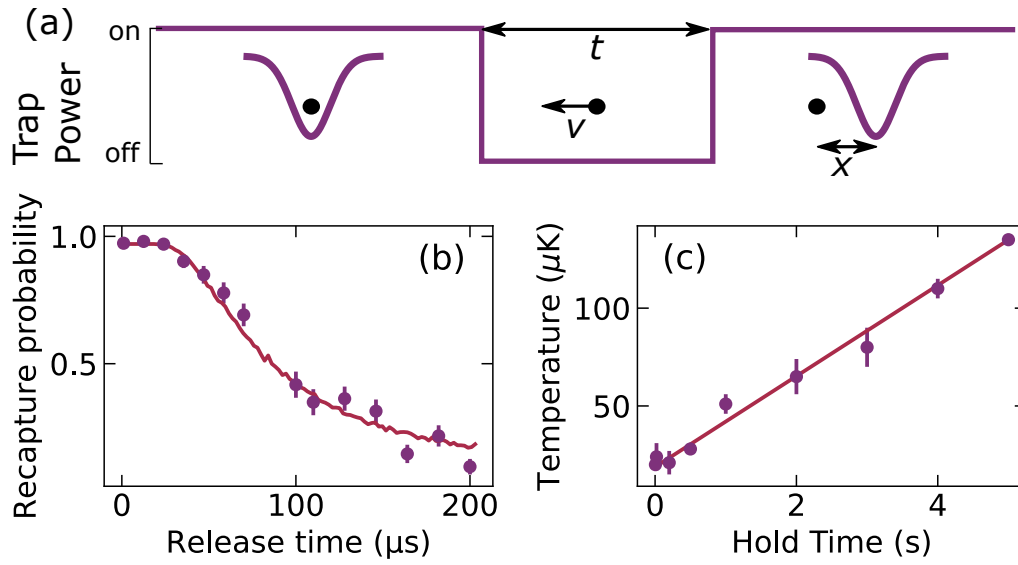 (a)
on
off
Trap
Power
t
v
x
Recapture probability
1.0
0.5
(b)
0
100
200
Release time (μs)
Temperature (μK)
100
50
(c)
0
2
4
Hold Time (s)